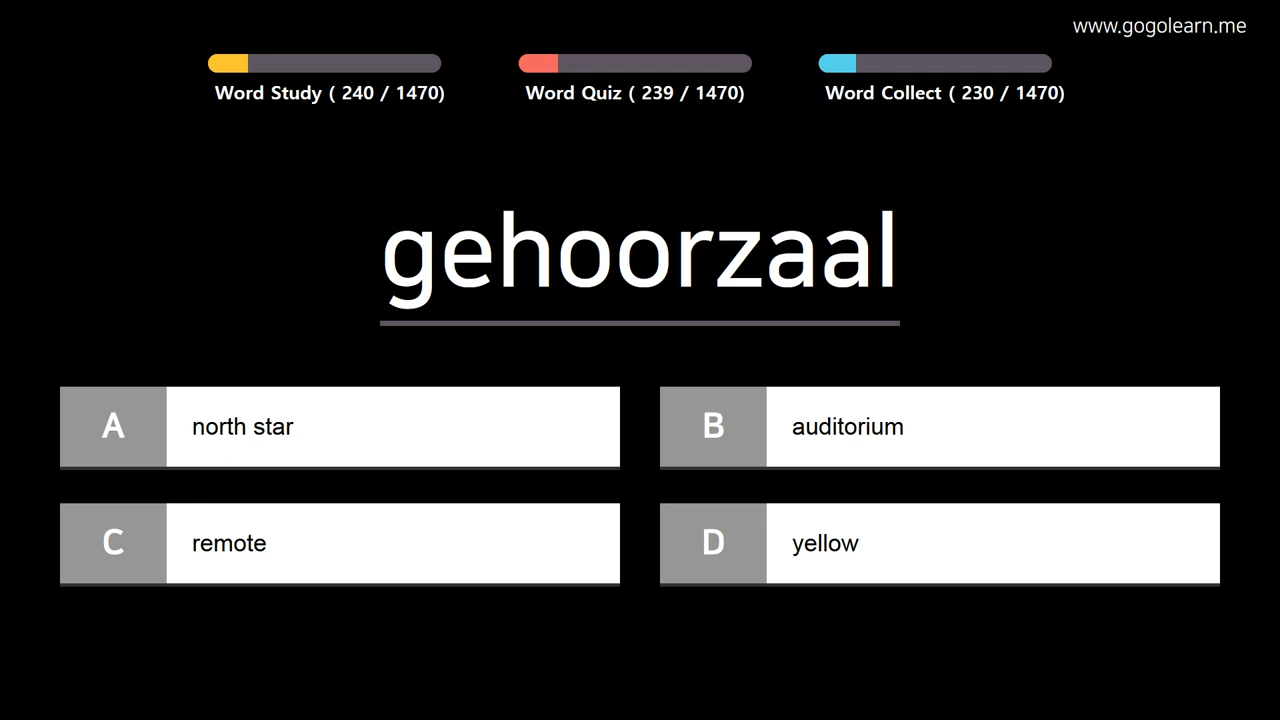 www.gogolearn.me
Word Study ( 240 / 1470)
Word Quiz ( 239 / 1470)
Word Collect ( 230 / 1470)
gehoorzaal
A north star
B auditorium
C remote
D yellow